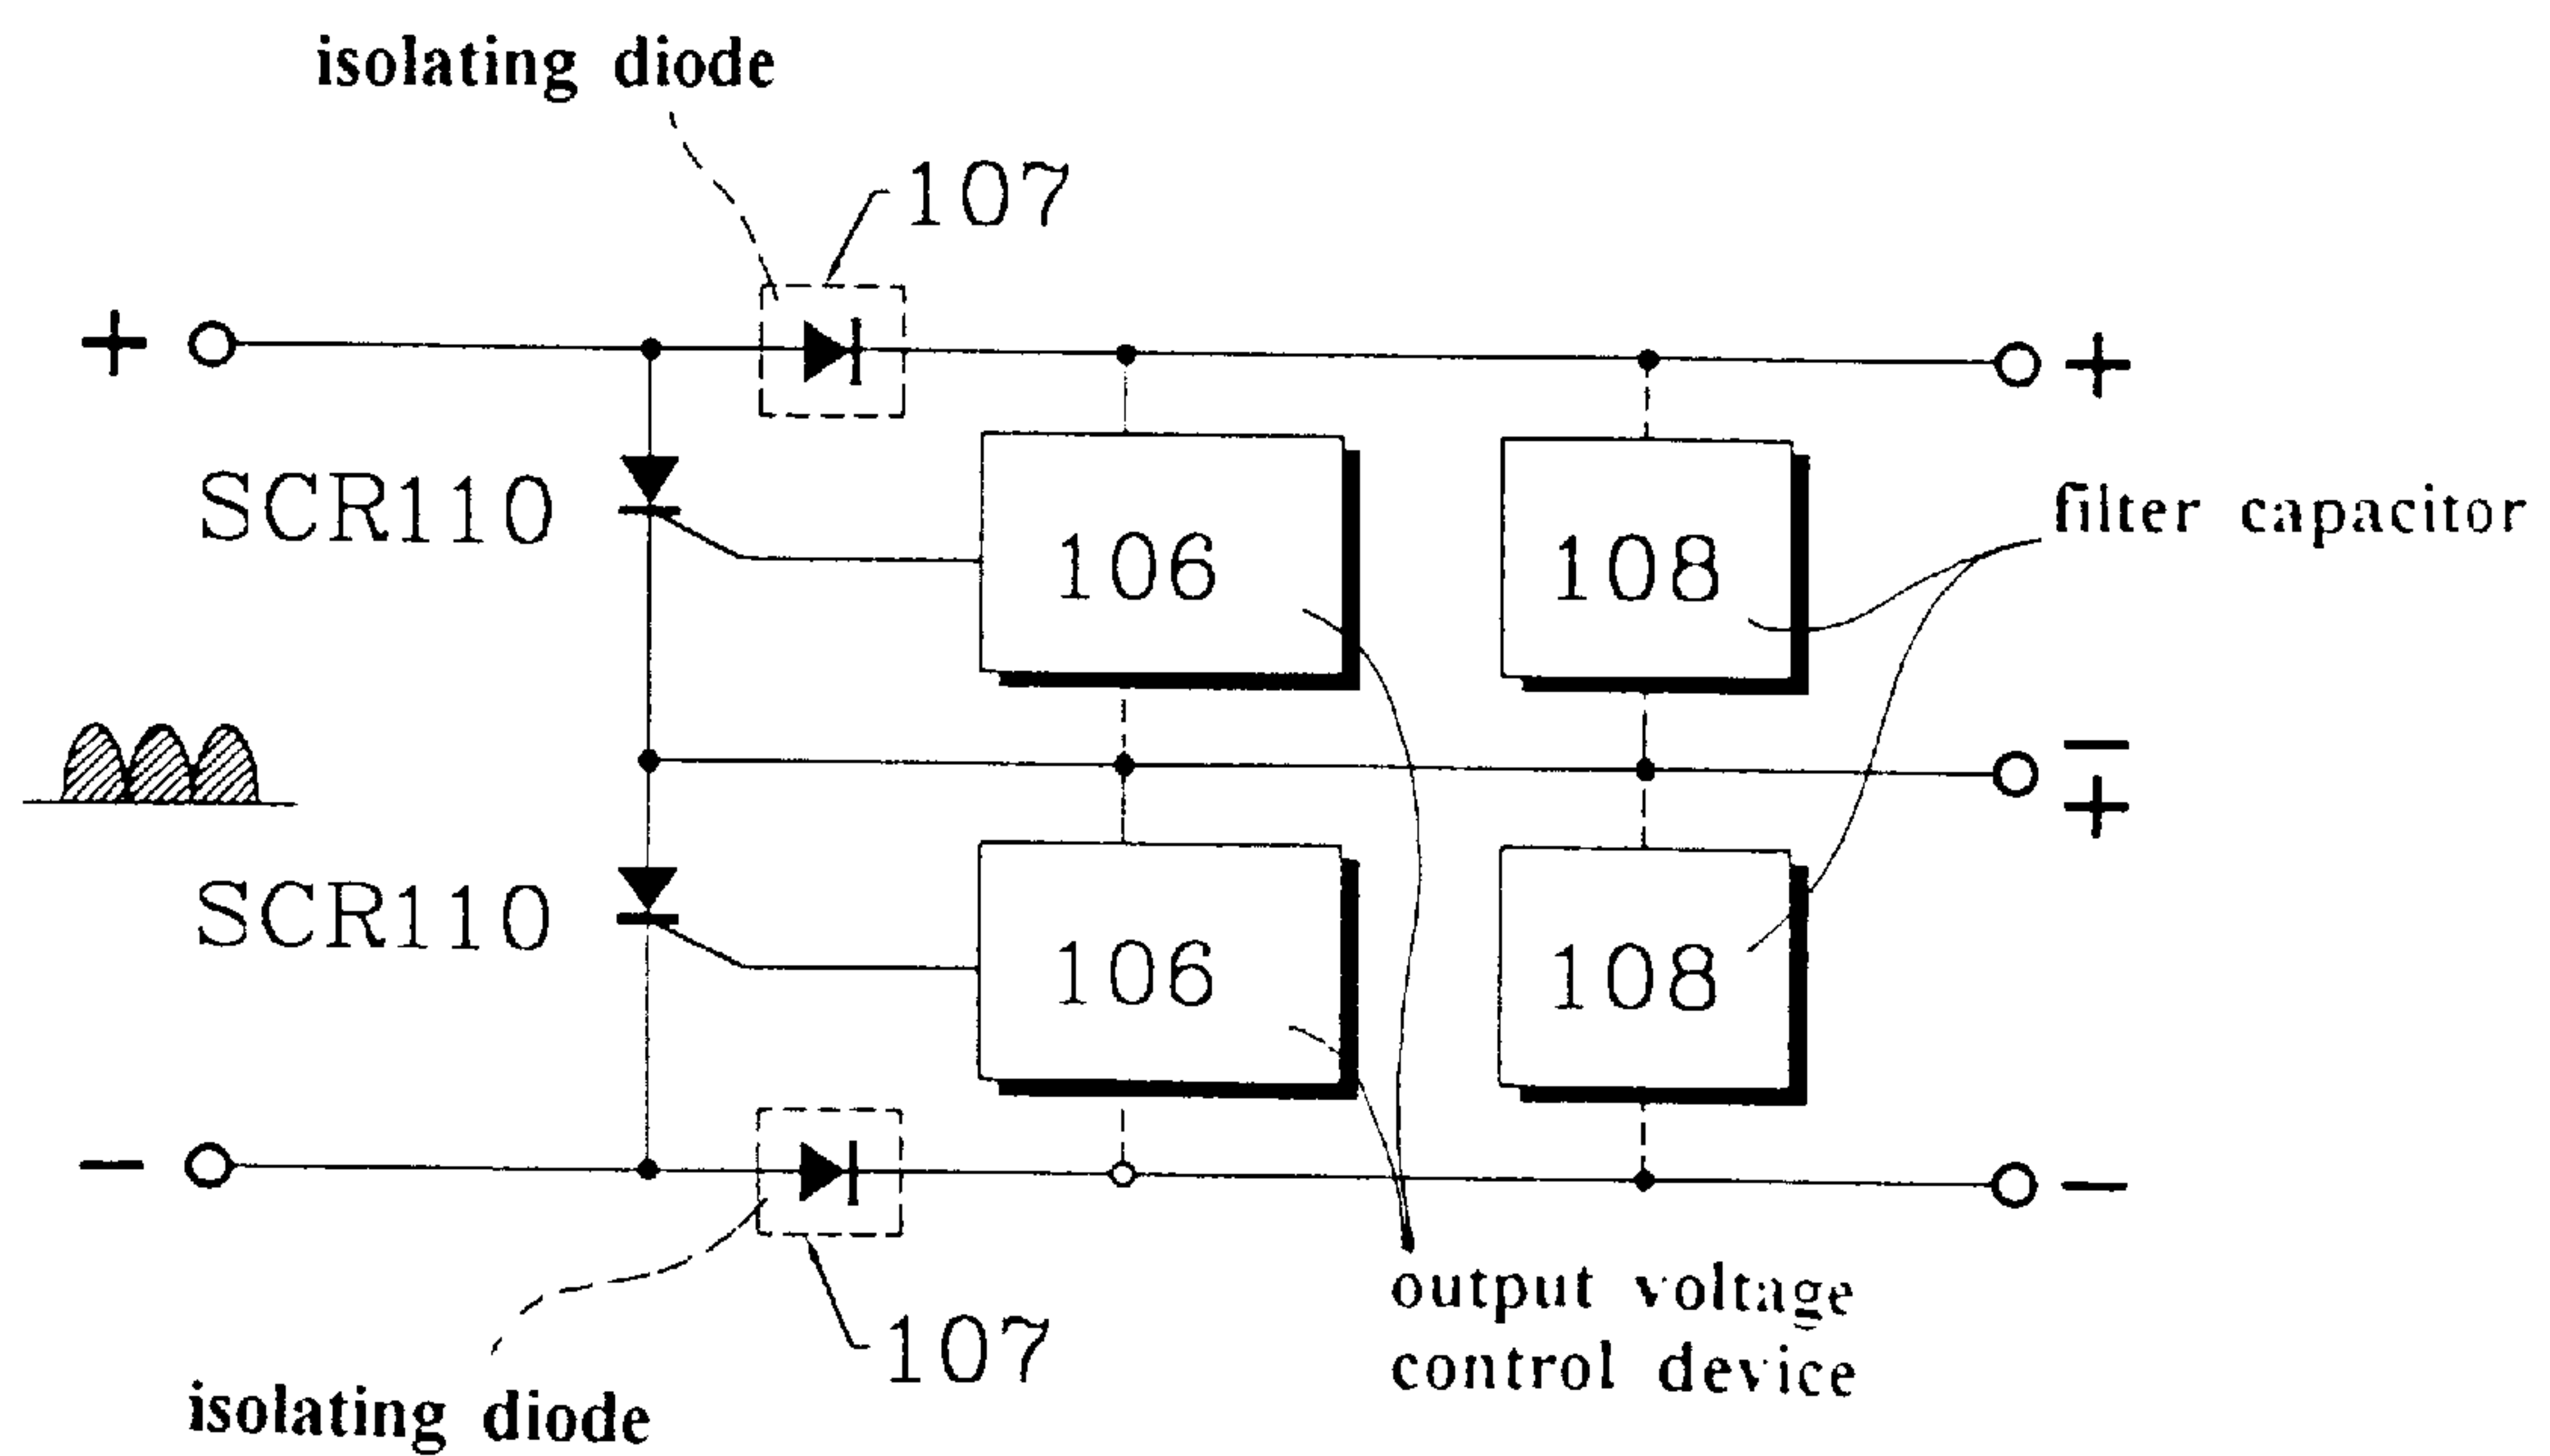 isolating diode
107
+
+
SCR110
106
108
filter capacitor
−
+
SCR110
106
108
−
−
107
output voltage
control device
isolating diode